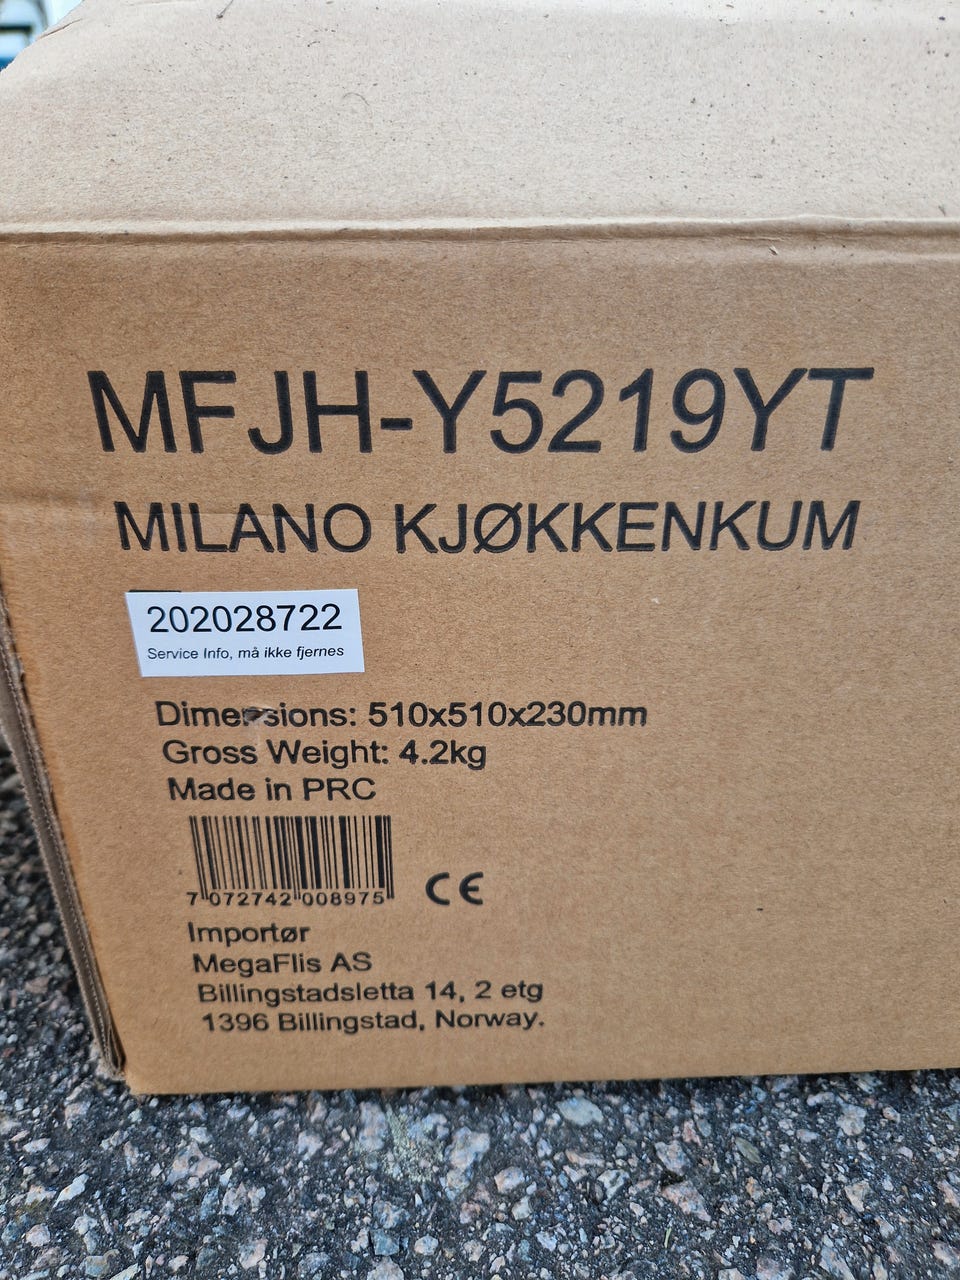 MFJH-Y5219YT
MILANO KJØKKENKUM
202028722
Service Info, må ikke fjernes
Dimensions: 510x510x230mm
Gross Weight: 4.2kg
Made in PRC
7 072742 008975
CE
Importør
MegaFlis AS
Billingstadsletta 14, 2 etg
1396 Billingstad, Norway.